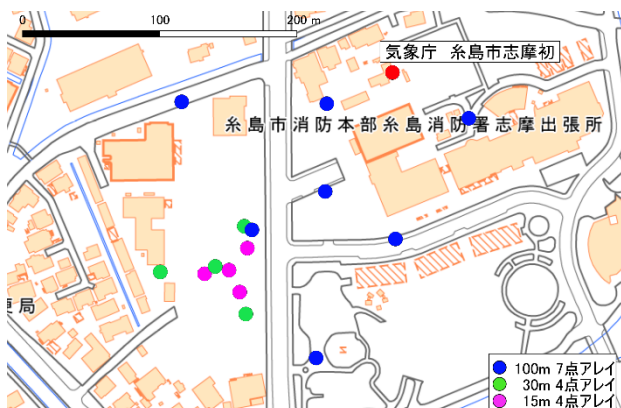 0 100 200 m
気象庁 糸島市志摩初
糸島市消防本部糸島消防署志摩出張所
便局
100m 7点アレイ
30m 4点アレイ
15m 4点アレイ